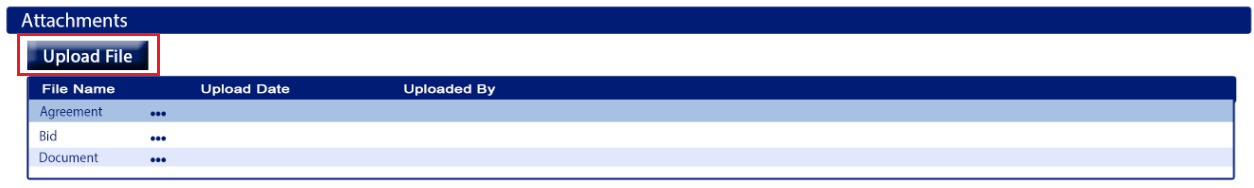 Attachments
Upload File
File Name Upload Date Uploaded By
Agreement •••
Bid •••
Document •••